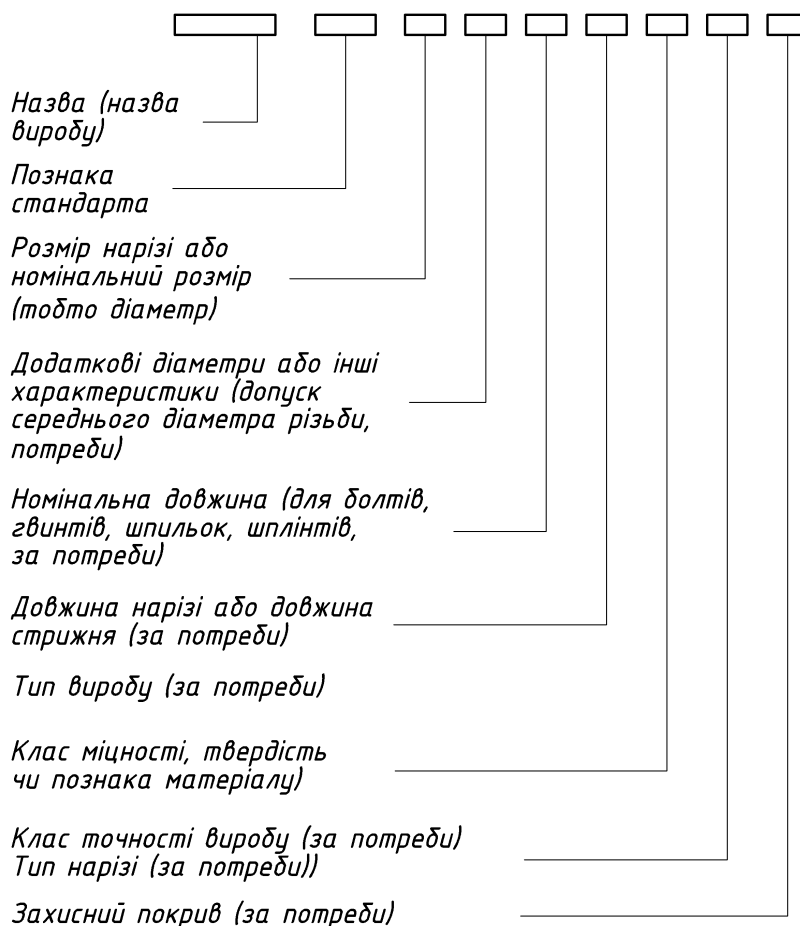 Назва (назва
виробу)
Познака
стандарта
Розмір нарізі або
номінальний розмір
(тобто діаметр)
Додаткові діаметри або інші
характеристики (допуск
середнього діаметра різьби,
потреби)
Номінальна довжина (для болтів,
гвинтів, шпильок, шплінтів,
за потреби)
Довжина нарізі або довжина
стрижня (за потреби)
Тип виробу (за потреби)
Клас міцності, твердість
чи познака матеріалу)
Клас точності виробу (за потреби)
Тип нарізі (за потреби))
Захисний покрив (за потреби)